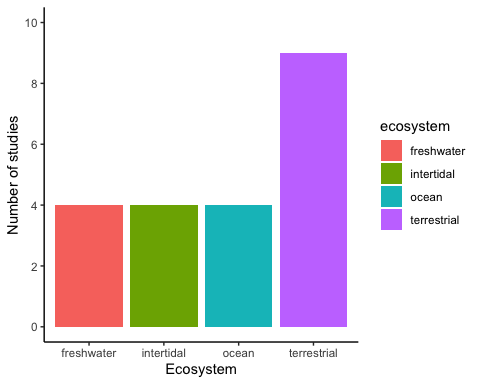 10
8
6
4
2
0
Number of studies
freshwater intertidal ocean terrestrial
Ecosystem
ecosystem
freshwater
intertidal
ocean
terrestrial